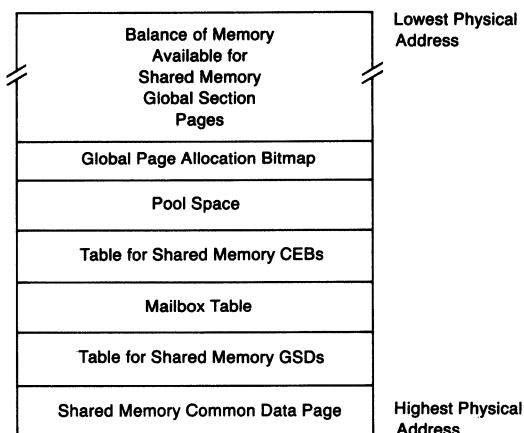 Balance of Memory
Available for
Shared Memory
Global Section
Pages
Lowest Physical
Address
Global Page Allocation Bitmap
Pool Space
Table for Shared Memory CEBs
Mailbox Table
Table for Shared Memory GSDs
Shared Memory Common Data Page
Highest Physical
Address